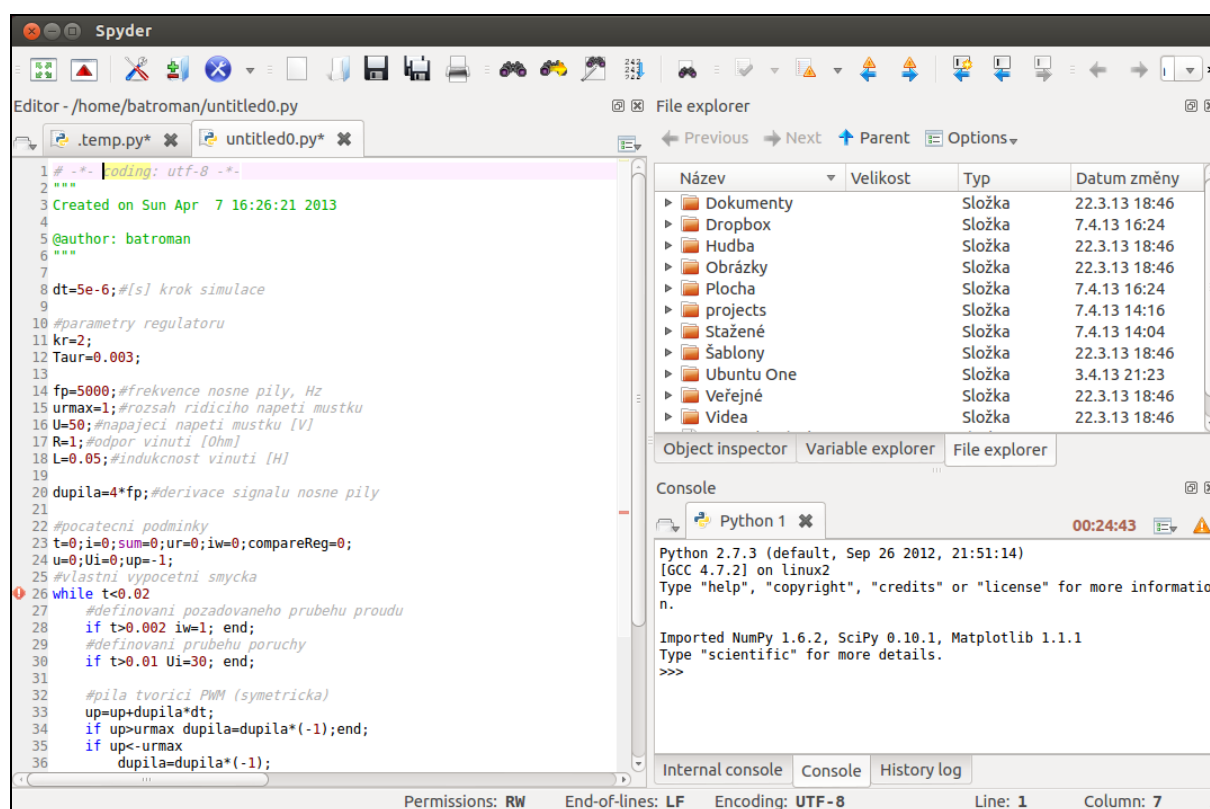 Spyder
Editor - /home/batroman/untitled0.py
.temp.py* untitled0.py*
1 # -*- coding: utf-8 -*-
2 """
3 Created on Sun Apr  7 16:26:21 2013
4
5 @author: batroman
6 """
7
8 dt=5e-6;#[s] krok simulace
9
10 #parametry regulatoru
11 kr=2;
12 Taur=0.003;
13
14 fp=5000;#frekvence nosne pily, Hz
15 urmax=1;#rozsah ridiciho napeti mustku
16 U=50;#napajeci napeti mustku [V]
17 R=1;#odpor vinuti [Ohm]
18 L=0.05;#indukcnost vinuti [H]
19
20 dupila=4*fp;#derivace signalu nosne pily
21
22 #pocatecni podminky
23 t=0;i=0;sum=0;ur=0;iw=0;compareReg=0;
24 u=0;Ui=0;up=-1;
25 #vlastni vypocetni smycka
26 while t<0.02
27     #definovani pozadovaneho prubehu proudu
28     if t>0.002 iw=1; end;
29     #definovani prubehu poruchy
30     if t>0.01 Ui=30; end;
31
32     #pila tvorici PWM (symetricka)
33     up=up+dupila*dt;
34     if up>urmax dupila=dupila*(-1);end;
35     if up<-urmax
36         dupila=dupila*(-1);
File explorer
Previous Next Parent Options
Název Velikost Typ Datum změny
Dokumenty Složka 22.3.13 18:46
Dropbox Složka 7.4.13 16:24
Hudba Složka 22.3.13 18:46
Obrázky Složka 22.3.13 18:46
Plocha Složka 7.4.13 16:24
projects Složka 7.4.13 14:16
Stažené Složka 7.4.13 14:04
Šablony Složka 22.3.13 18:46
Ubuntu One Složka 3.4.13 21:23
Veřejné Složka 22.3.13 18:46
Videa Složka 22.3.13 18:46
Object inspector Variable explorer File explorer
Console
Python 1 00:24:43
Python 2.7.3 (default, Sep 26 2012, 21:51:14)
[GCC 4.7.2] on linux2
Type "help", "copyright", "credits" or "license" for more informatio
n.
Imported NumPy 1.6.2, SciPy 0.10.1, Matplotlib 1.1.1
Type "scientific" for more details.
>>>
Internal console Console History log
Permissions: RW End-of-lines: LF Encoding: UTF-8 Line: 1 Column: 7